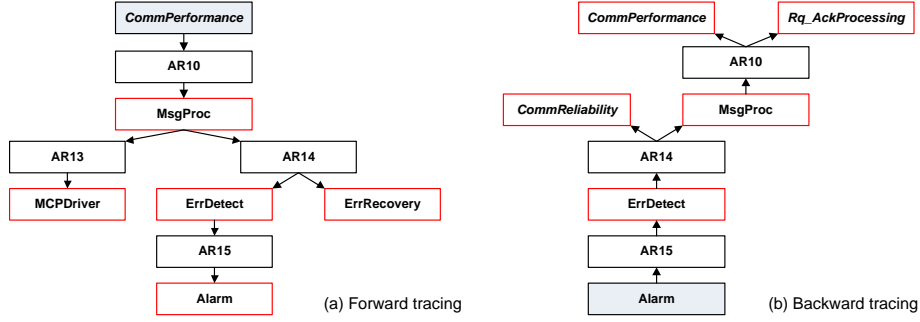 CommPerformance
AR10
MsgProc
AR13
AR14
MCPDriver
ErrDetect
ErrRecovery
AR15
Alarm
(a) Forward tracing
CommPerformance
Rq_AckProcessing
AR10
CommReliability
MsgProc
AR14
ErrDetect
AR15
Alarm
(b) Backward tracing